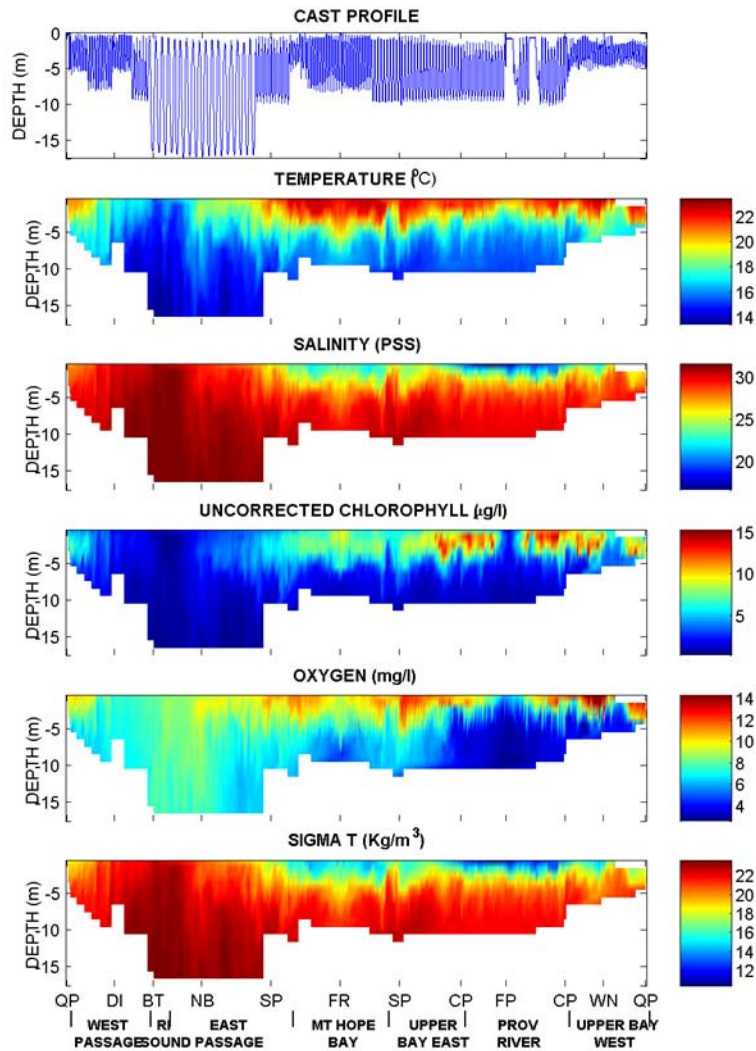 CAST PROFILE
DEPTH (m)
0
-5
-10
-15
TEMPERATURE (ºC)
DEPTH (m)
-5
10
15
22
20
18
16
14
SALINITY (PSS)
DEPTH (m)
-5
10
15
30
25
20
UNCORRECTED CHLOROPHYLL (µg/l)
DEPTH (m)
-5
10
15
15
10
5
OXYGEN (mg/l)
DEPTH (m)
-5
10
15
14
12
10
8
6
4
SIGMA T (Kg/m³)
DEPTH (m)
-5
10
15
22
20
18
16
14
12
QP DI BT NB SP FR SP CP FP CP WN QP
WEST RI EAST MT HOPE UPPER PROV UPPER BAY
PASSAGE SOUND PASSAGE BAY BAY EAST RIVER WEST